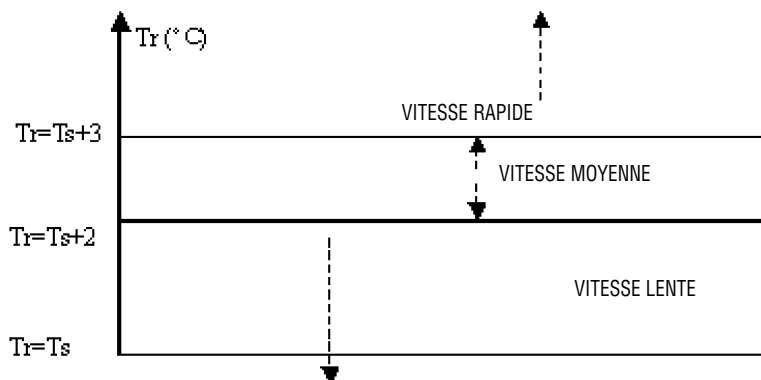 Tr (°C)
VITESSE RAPIDE
Tr=Ts+3
VITESSE MOYENNE
Tr=Ts+2
VITESSE LENTE
Tr=Ts